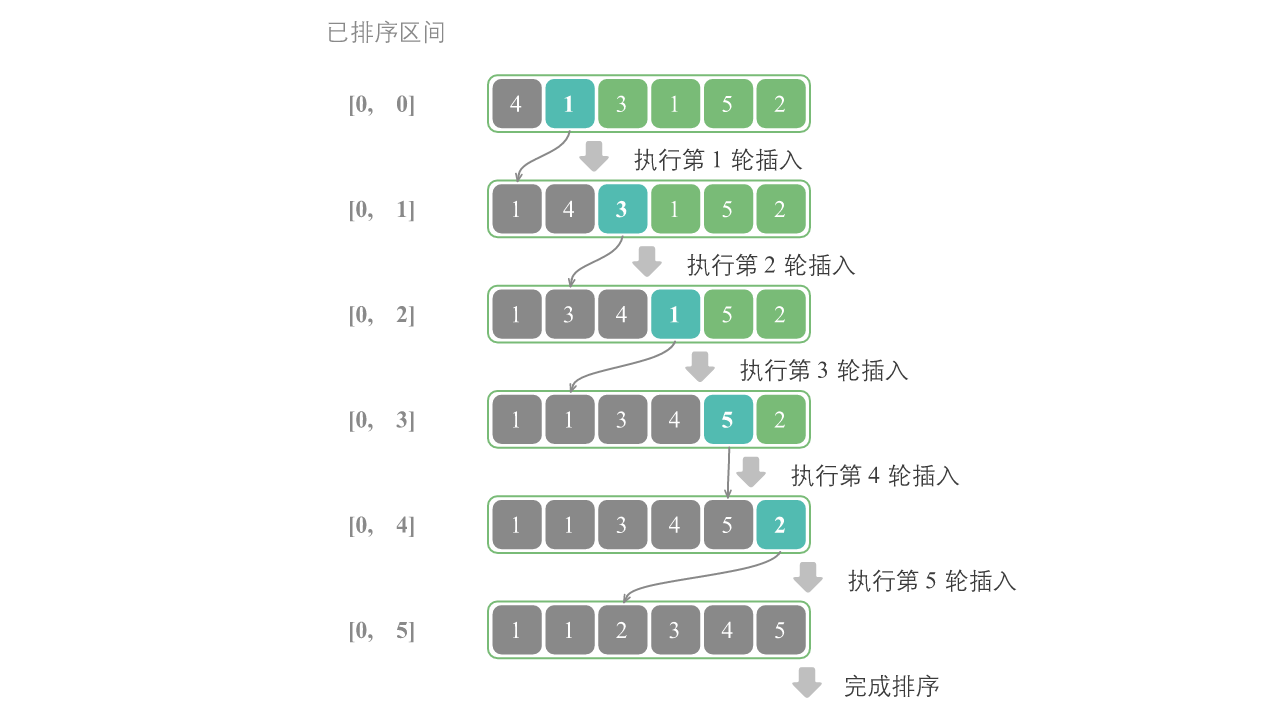 已排序区间
[0, 0] 4 1 3 1 5 2
执行第 1 轮插入
[0, 1] 1 4 3 1 5 2
执行第 2 轮插入
[0, 2] 1 3 4 1 5 2
执行第 3 轮插入
[0, 3] 1 1 3 4 5 2
执行第 4 轮插入
[0, 4] 1 1 3 4 5 2
执行第 5 轮插入
[0, 5] 1 1 2 3 4 5
完成排序